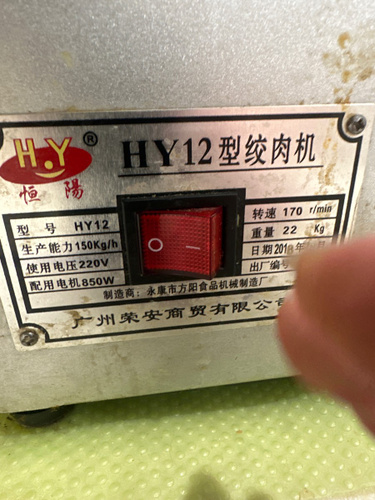 H.Y®
恒陽
HY12型绞肉机
型 号 HY12
生产能力150Kg/h
使用电压220V
配用电机850W
转速 170 r/min
重量 22 Kg
日期 201
出厂编号
制造商：永康市方阳食品机械制造厂
广州荣安商贸有限公司